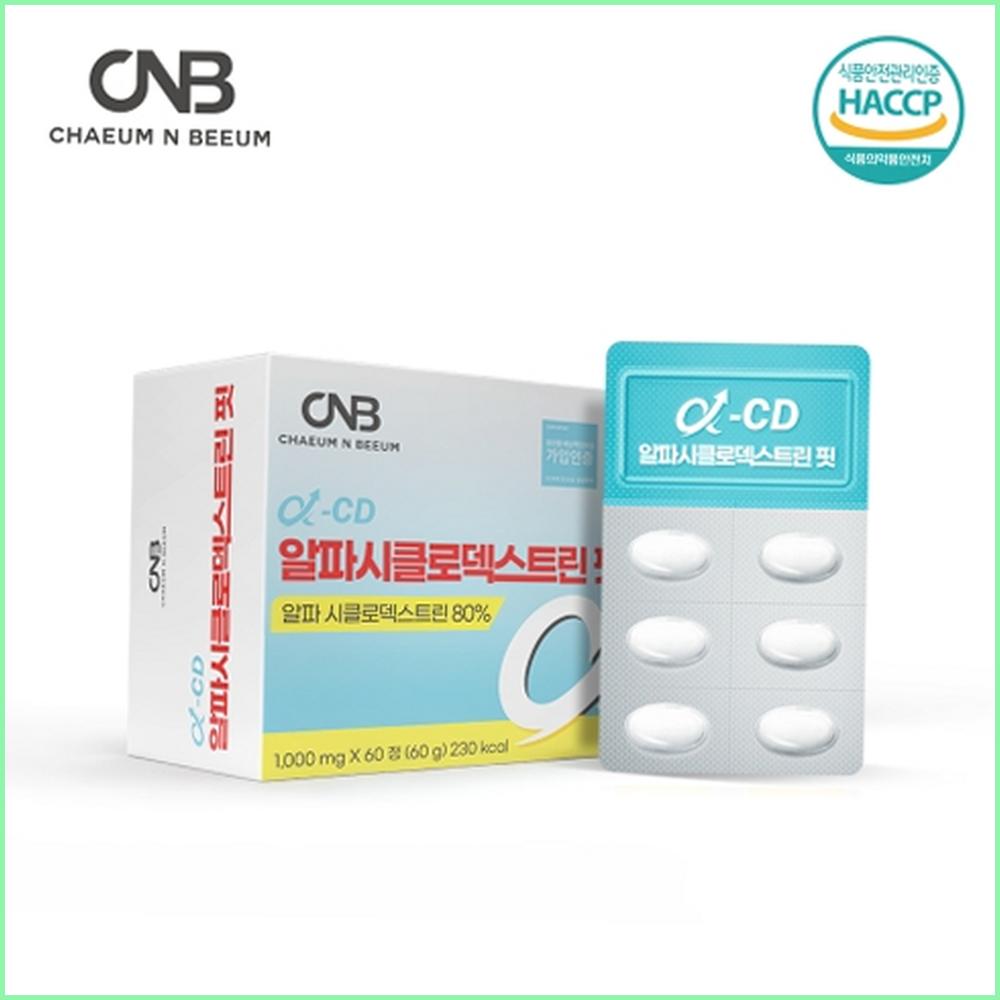 CNB
CHAEUM N BEEUM
식품안전관리인증
HACCP
식품의약품안전처
CNB
CHAEUM N BEEUM
α-CD
알파시클로덱스트린 핏
CNB
CHAEUM N BEEUM
가입인증
α-CD
알파시클로덱스트린
알파 시클로덱스트린 80%
1,000 mg X 60 정 (60 g) 230 kcal
α-CD
알파시클로덱스트린 핏